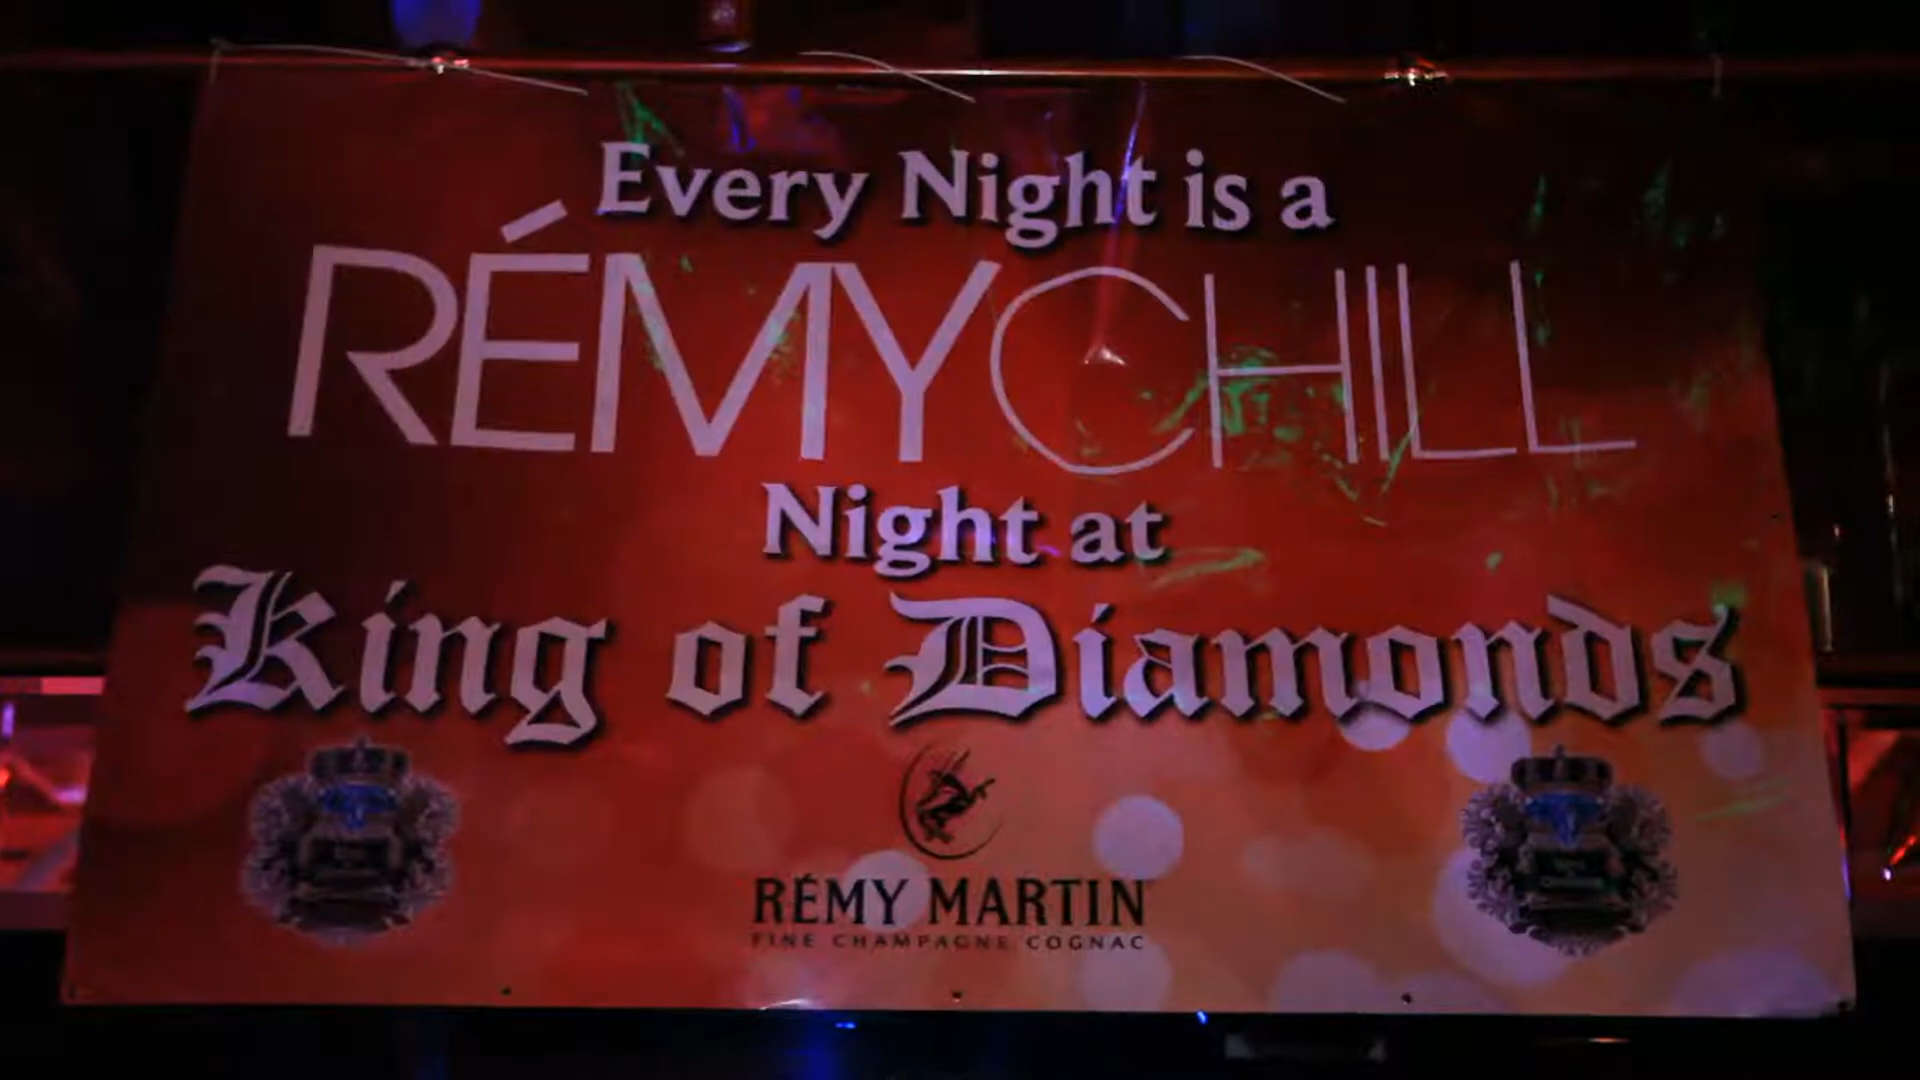 Every Night is a
RÉMYCHILL
Night at
King of Diamonds
RÉMY MARTIN
FINE CHAMPAGNE COGNAC